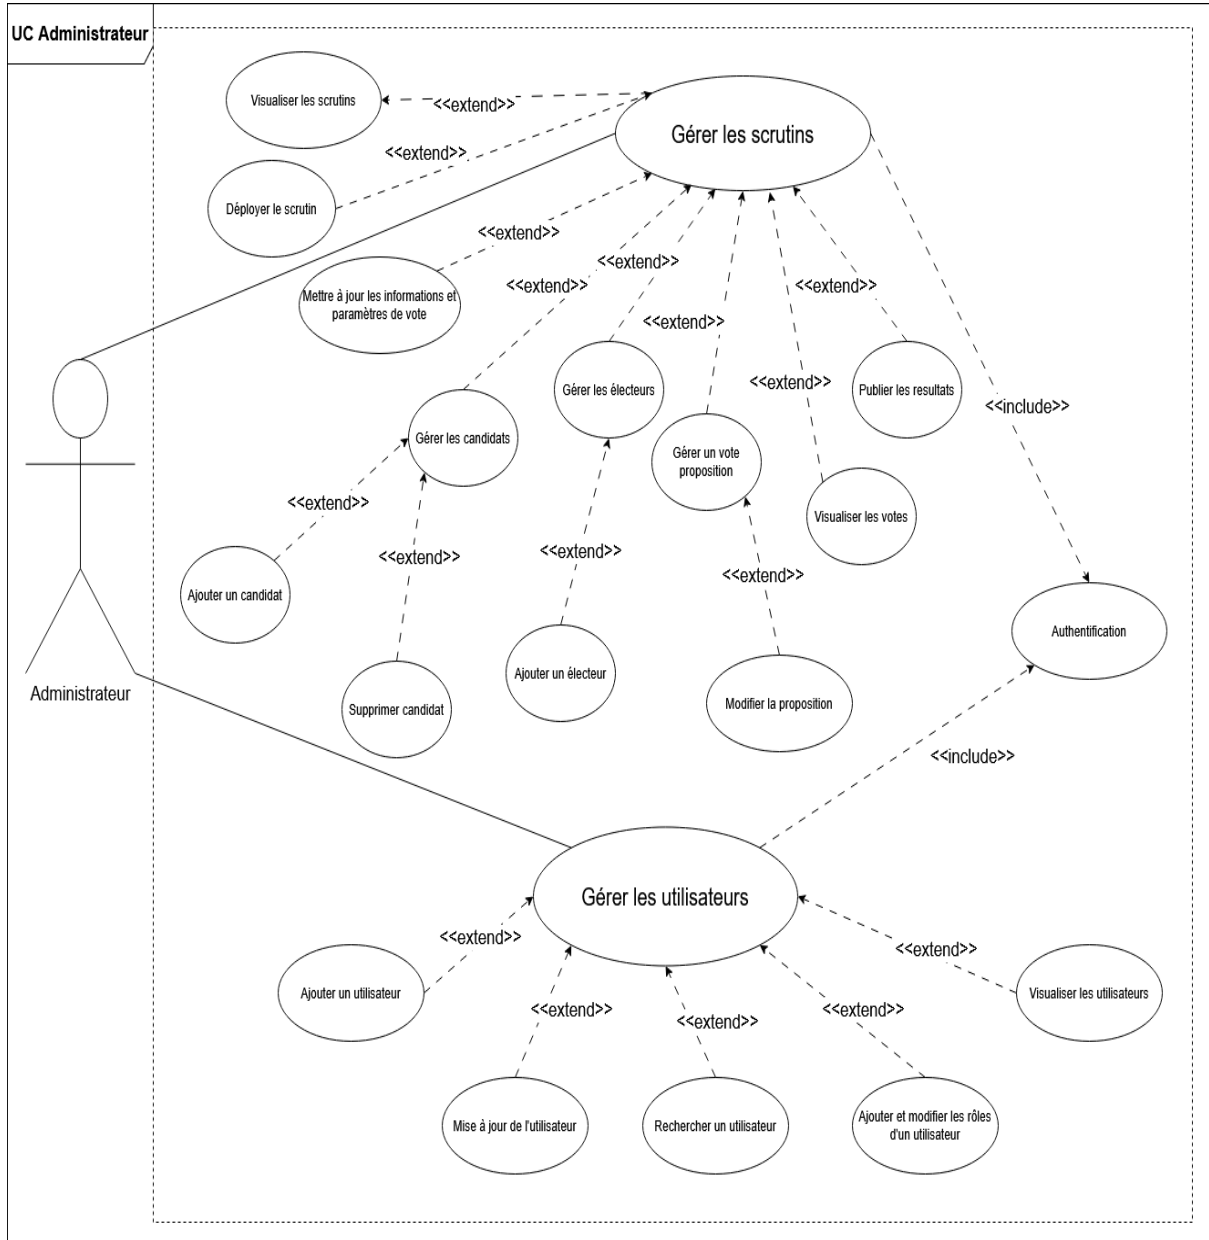 UC Administrateur
Visualiser les scrutins
<<extend>>
Gérer les scrutins
<<extend>>
Déployer le scrutin
<<extend>>
<<extend>>
<<extend>>
Mettre à jour les informations et
paramètres de vote
<<extend>>
<<extend>>
<<extend>>
Gérer les électeurs
Publier les resultats
<<include>>
Gérer les candidats
Gérer un vote
proposition
Visualiser les votes
<<extend>>
<<extend>>
<<extend>>
<<extend>>
Ajouter un candidat
Authentification
Ajouter un électeur
Administrateur
Supprimer candidat
Modifier la proposition
<<include>>
Gérer les utilisateurs
<<extend>>
<<extend>>
Ajouter un utilisateur
Visualiser les utilisateurs
<<extend>>
<<extend>>
<<extend>>
Mise à jour de l'utilisateur
Rechercher un utilisateur
Ajouter et modifier les rôles
d'un utilisateur